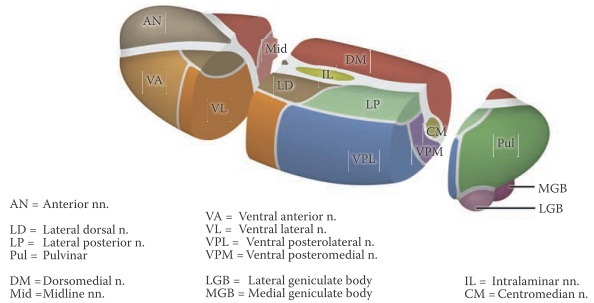 AN
Mid
DM
VA
IL
LD
VL
LP
CM
VPM
Pul
VPL
MGB
LGB
AN = Anterior nn.
LD = Lateral dorsal n.
LP = Lateral posterior n.
Pul = Pulvinar
DM = Dorsomedial n.
Mid = Midline nn.
VA = Ventral anterior n.
VL = Ventral lateral n.
VPL = Ventral posterolateral n.
VPM = Ventral posteromedial n.
LGB = Lateral geniculate body
MGB = Medial geniculate body
IL = Intralaminar nn.
CM = Centromedian n.